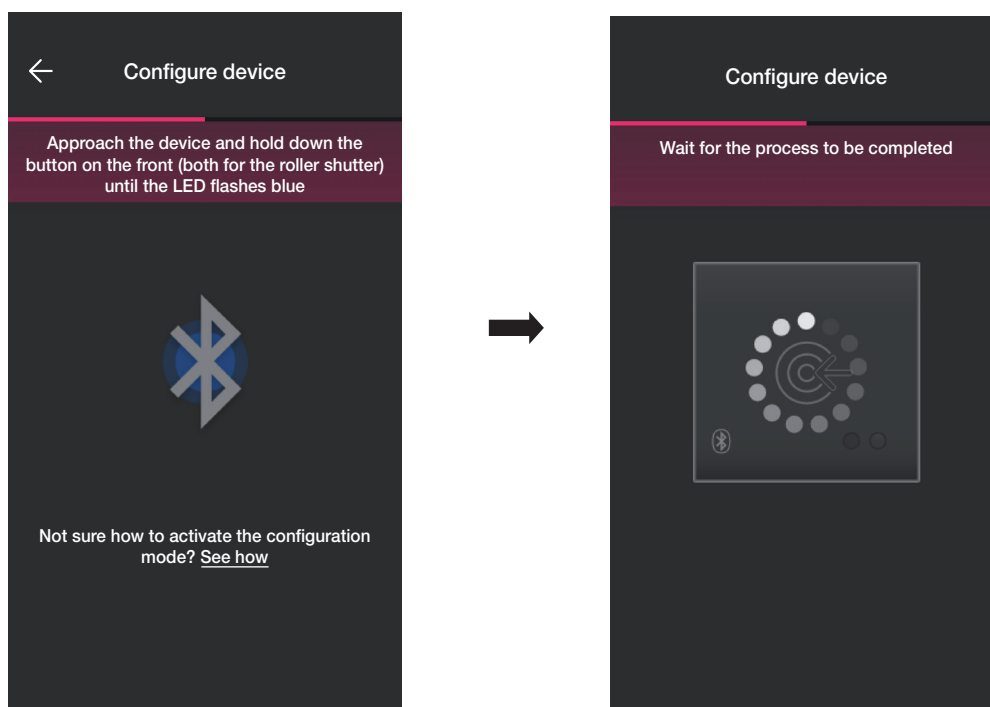 Configure device
Approach the device and hold down the
button on the front (both for the roller shutter)
until the LED flashes blue
Not sure how to activate the configuration
mode? See how
Configure device
Wait for the process to be completed